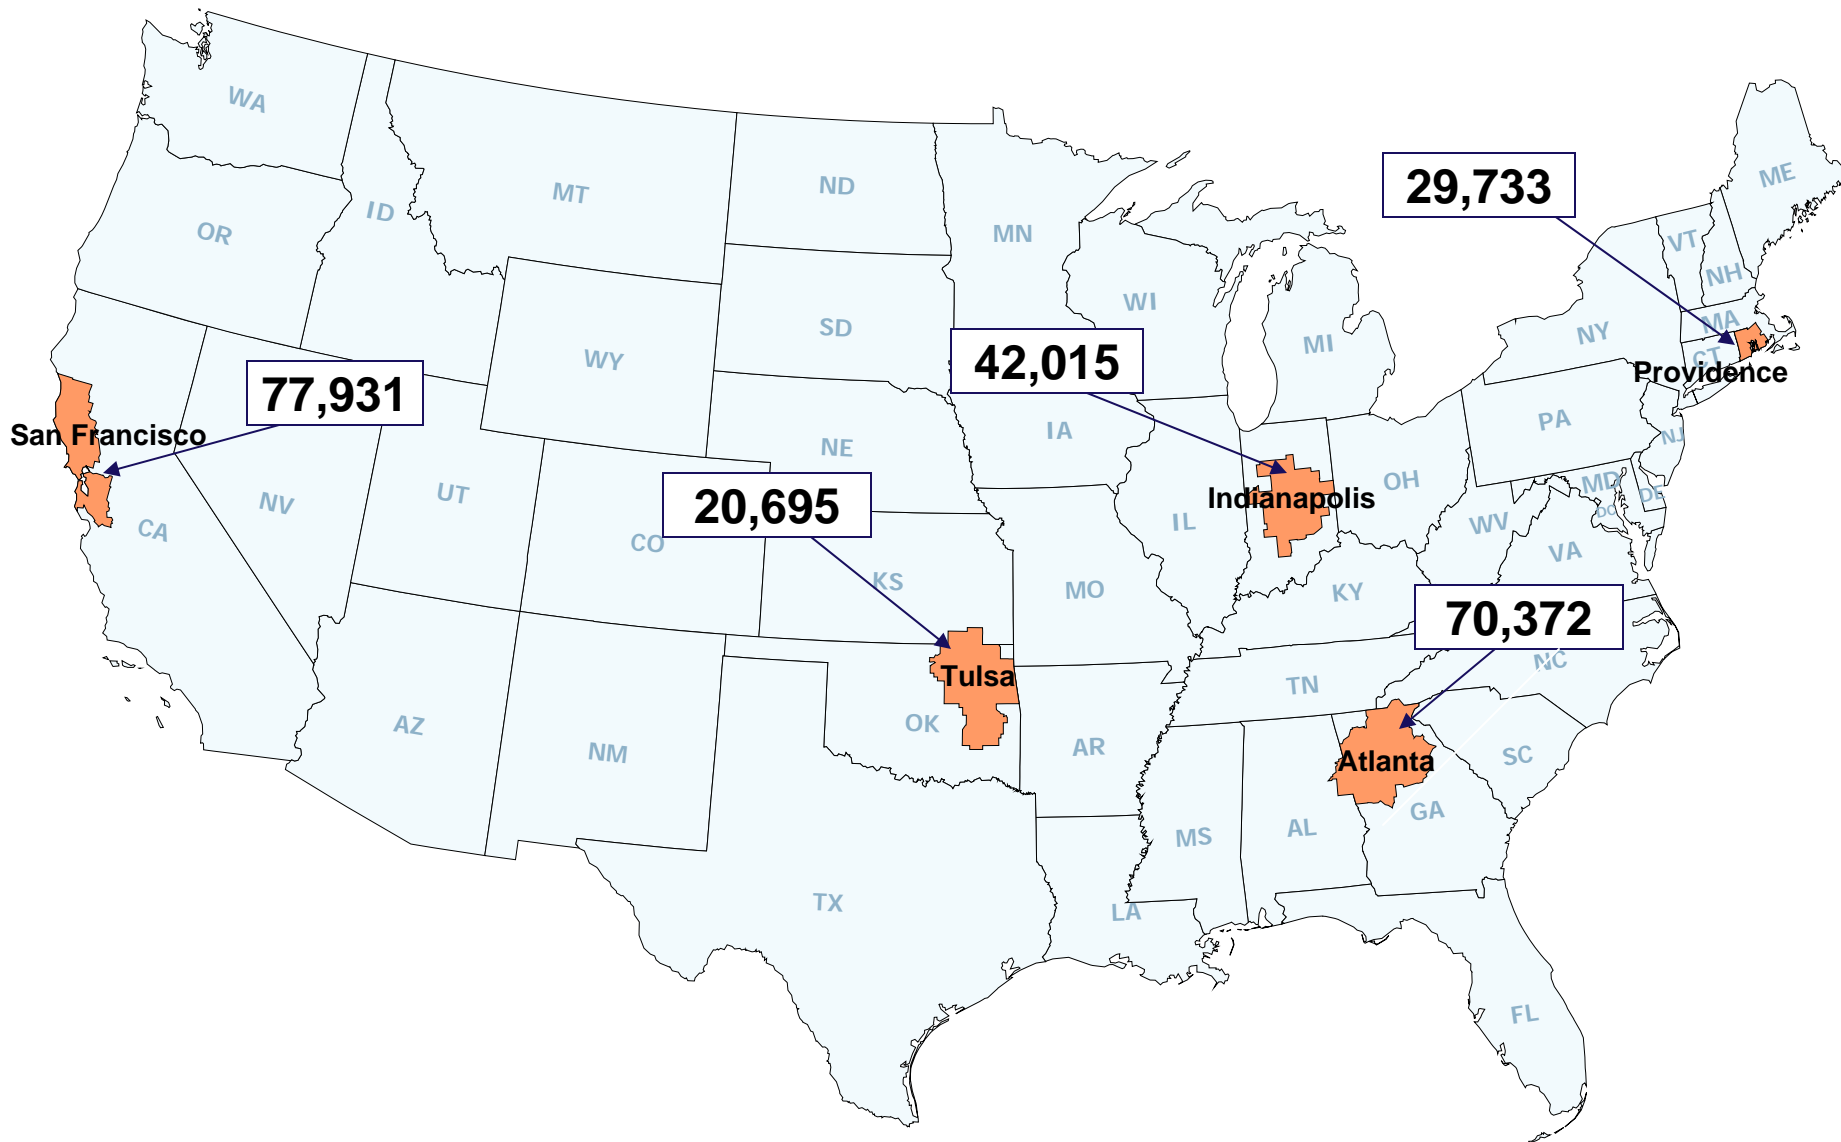 WA
MT
ND
MN
ME
29,733
ID
OR
VT
NH
WI
SD
MI
NY
MA
WY
42,015
CT
Providence
77,931
San Francisco
NE
IA
PA
NJ
OH
MD
DE
DC
UT
NV
20,695
Indianapolis
IL
WV
CA
CO
VA
KS
MO
KY
70,372
NC
Tulsa
TN
OK
AZ
NM
AR
Atlanta
SC
GA
MS
AL
TX
LA
FL